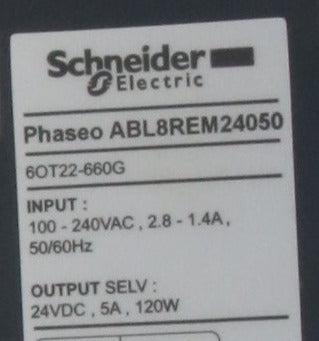 Schneider
Electric
Phaseo ABL8REM24050
6OT22-660G
INPUT :
100 - 240VAC , 2.8 - 1.4A ,
50/60Hz
OUTPUT SELV :
24VDC , 5A , 120W